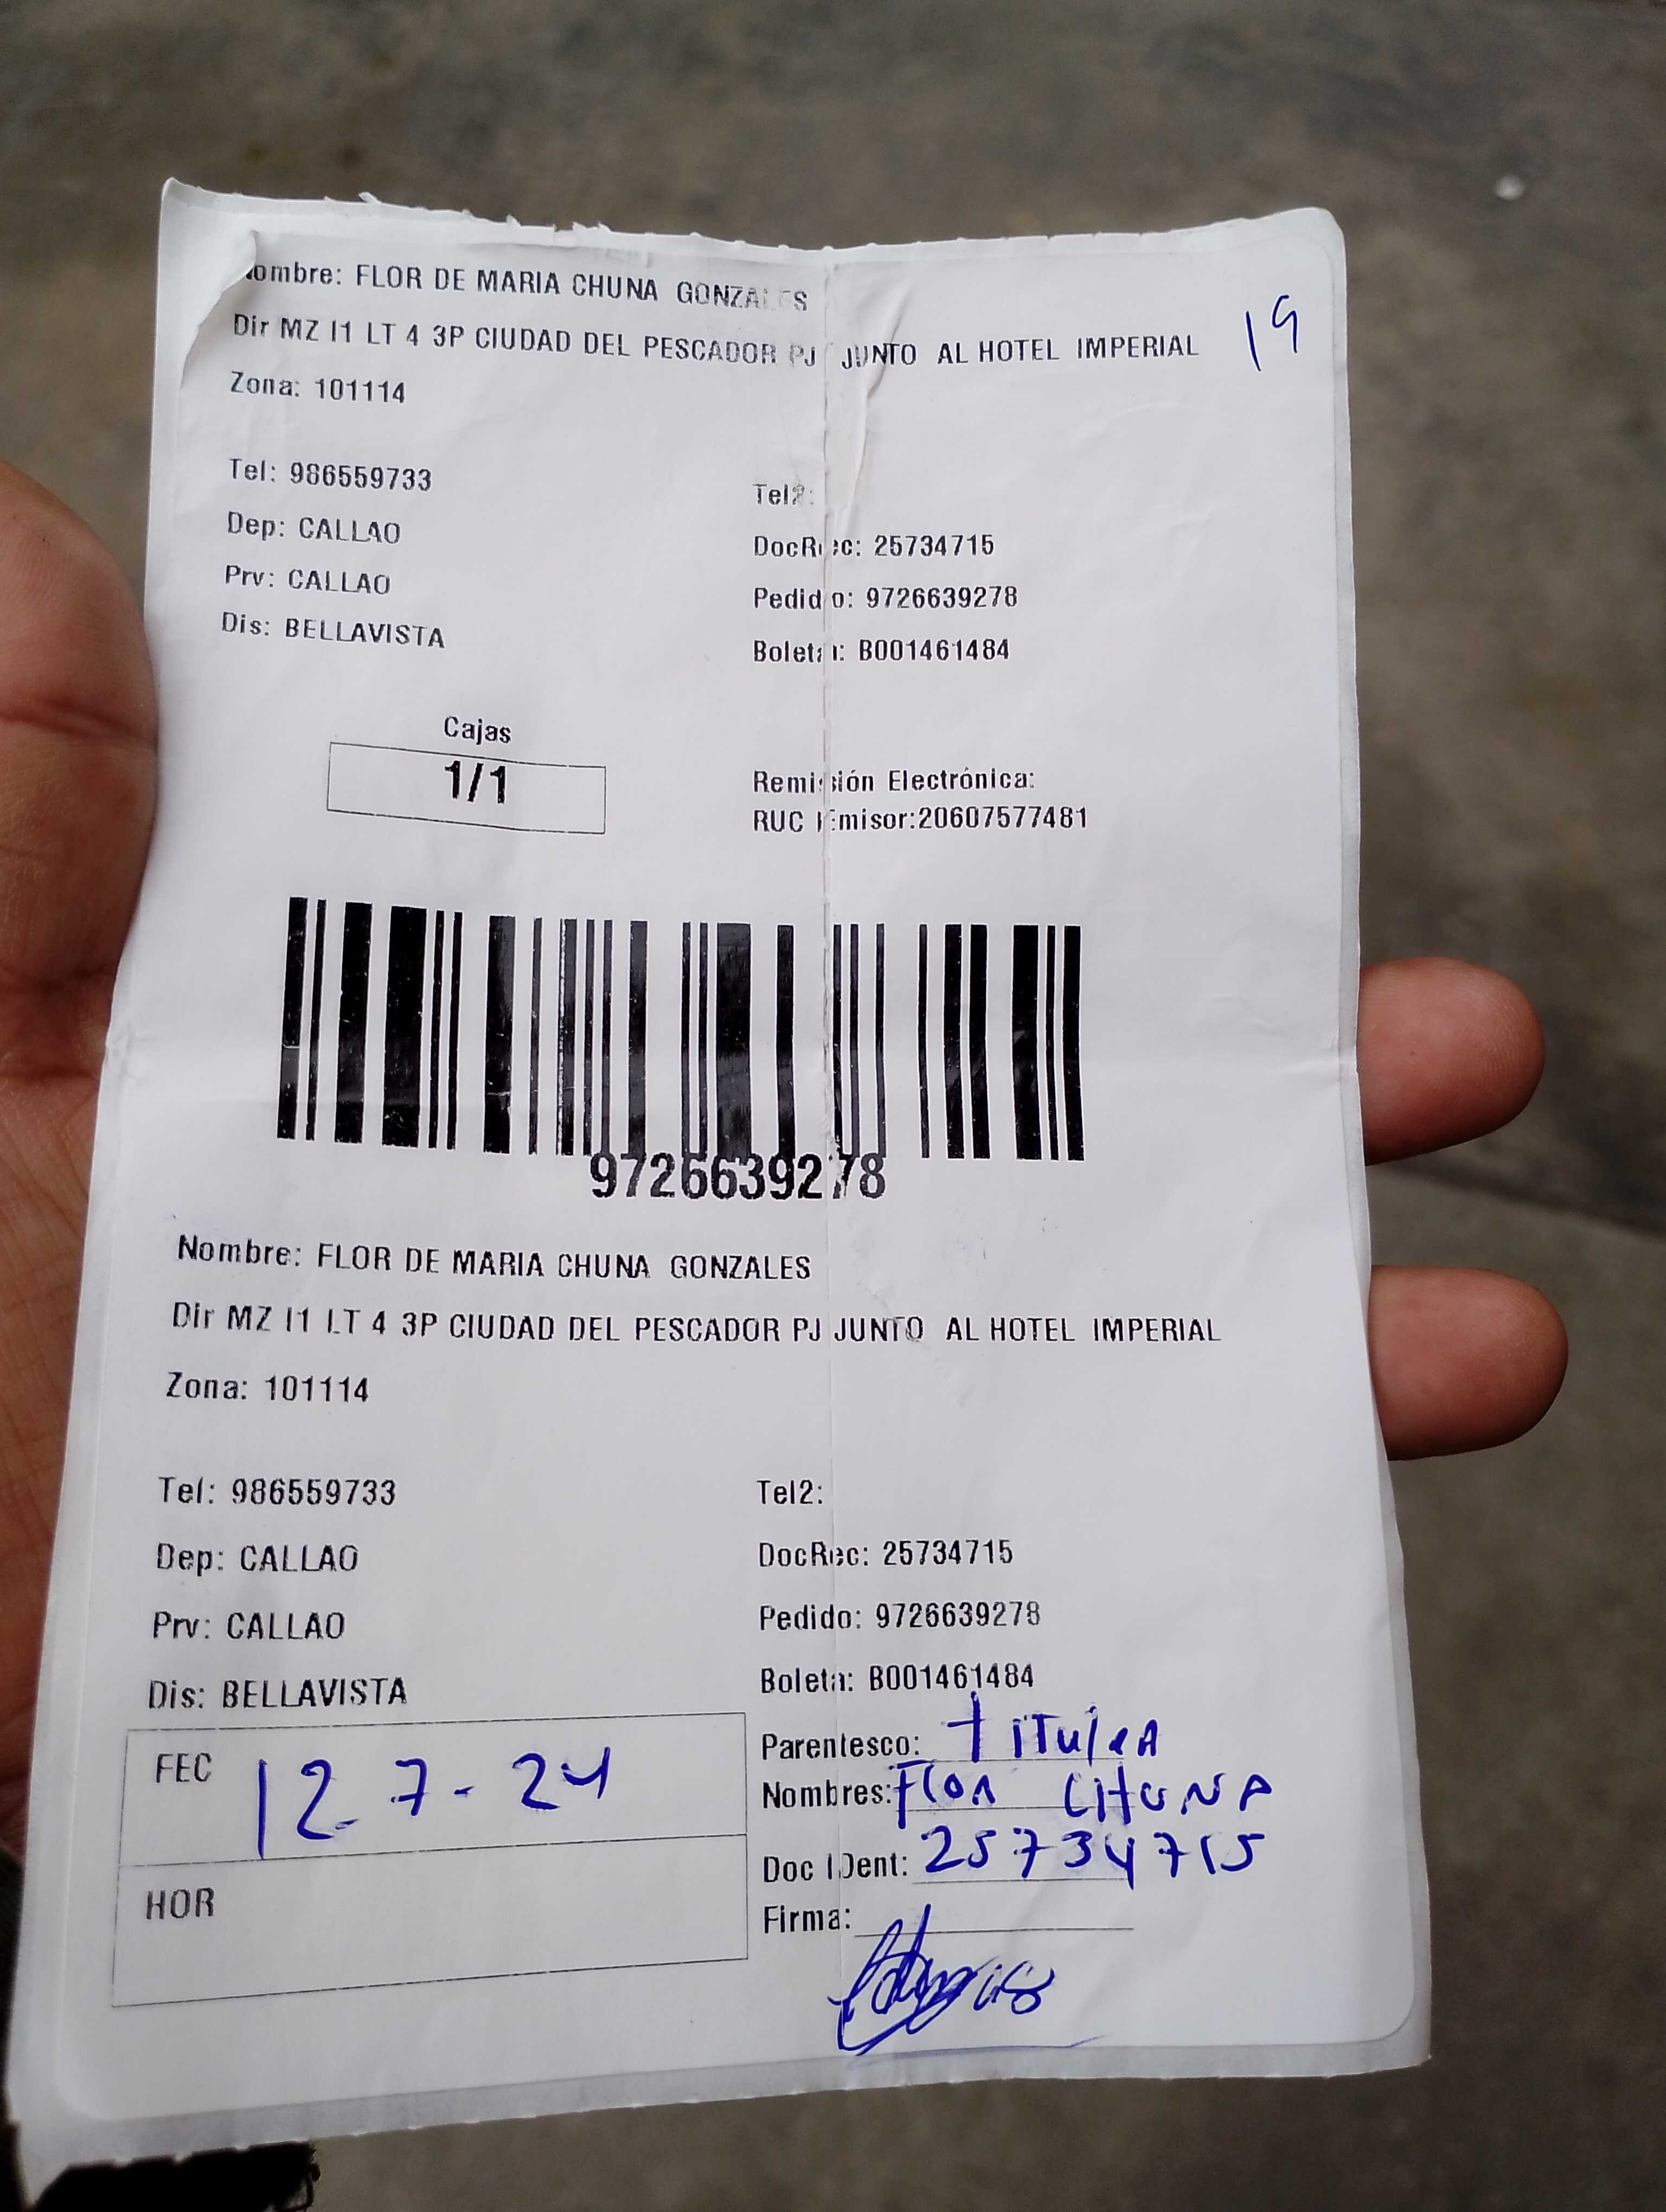 ombre: FLOR DE MARIA CHUNA GONZALES
Dir MZ I1 LT 4 3P CIUDAD DEL PESCADOR PJ JUNTO AL HOTEL IMPERIAL
19
Zona: 101114
Tel: 986559733
Tel2:
Dep: CALLAO
DocRec: 25734715
Prv: CALLAO
Pedido: 9726639278
Dis: BELLAVISTA
Boleta: B001461484
Cajas
1/1
Remisión Electrónica:
RUC Emisor:20607577481
9726639278
Nombre: FLOR DE MARIA CHUNA GONZALES
Dir MZ I1 LT 4 3P CIUDAD DEL PESCADOR PJ JUNTO AL HOTEL IMPERIAL
Zona: 101114
Tel: 986559733
Tel2:
Dep: CALLAO
DocRec: 25734715
Prv: CALLAO
Pedido: 9726639278
Dis: BELLAVISTA
Boleta: B001461484
FEC 12 7-24
Parentesco: TITULAR
Nombres: FLOR CHUNA
Doc IDent: 25734715
HOR
Firma: